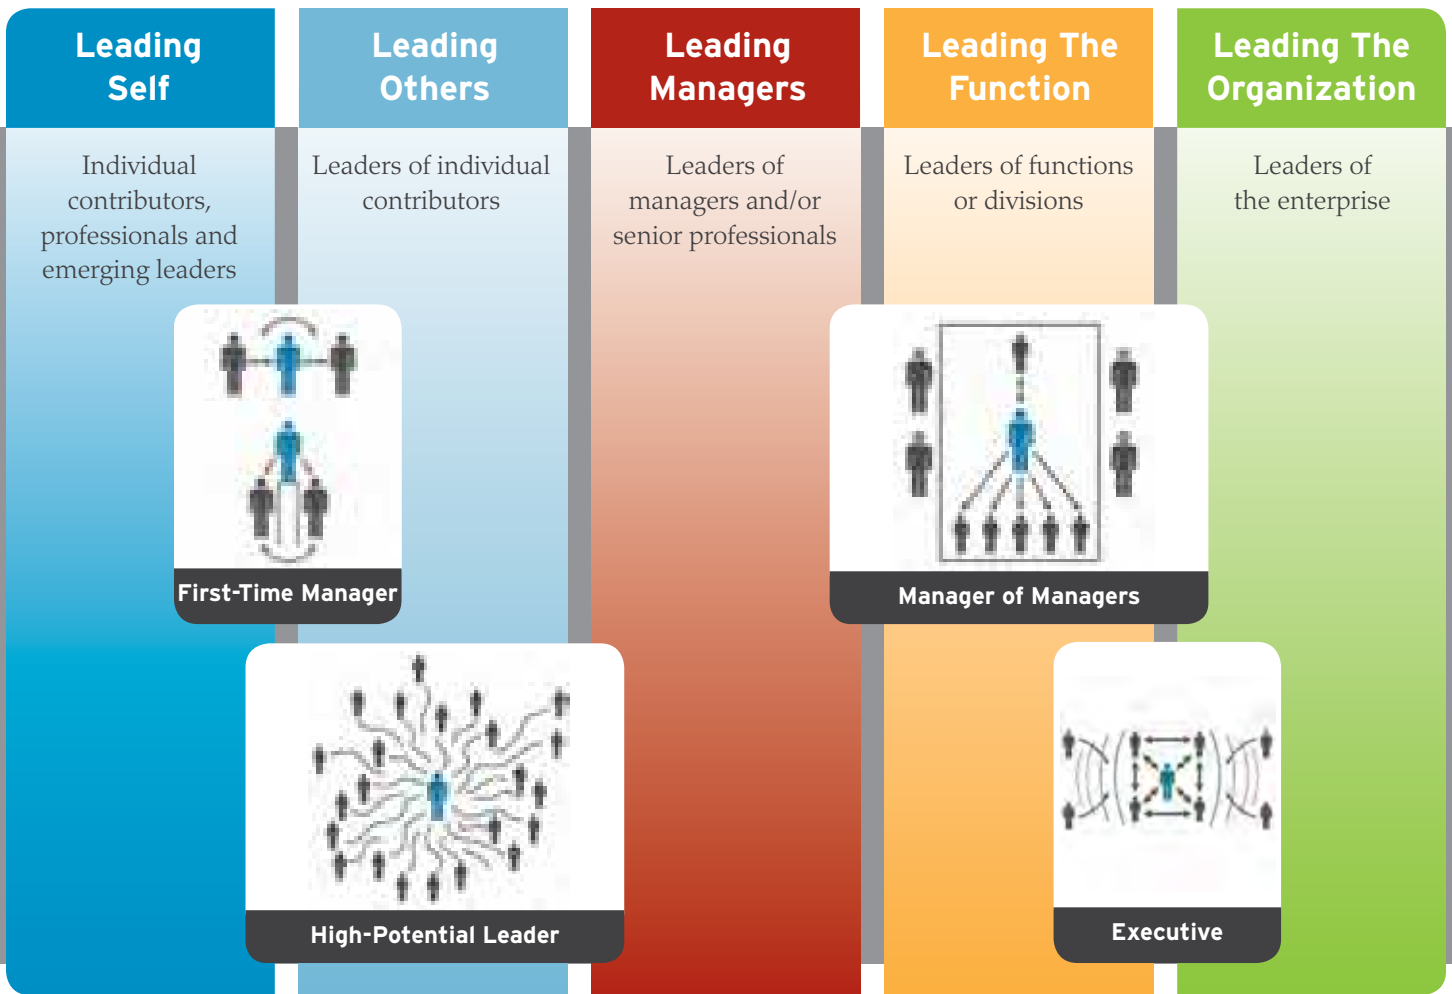 Leading
Self
Leading
Others
Leading
Managers
Leading The
Function
Leading The
Organization
Individual
contributors,
professionals and
emerging leaders
Leaders of individual
contributors
Leaders of
managers and/or
senior professionals
Leaders of functions
or divisions
Leaders of
the enterprise
First-Time Manager
Manager of Managers
High-Potential Leader
Executive